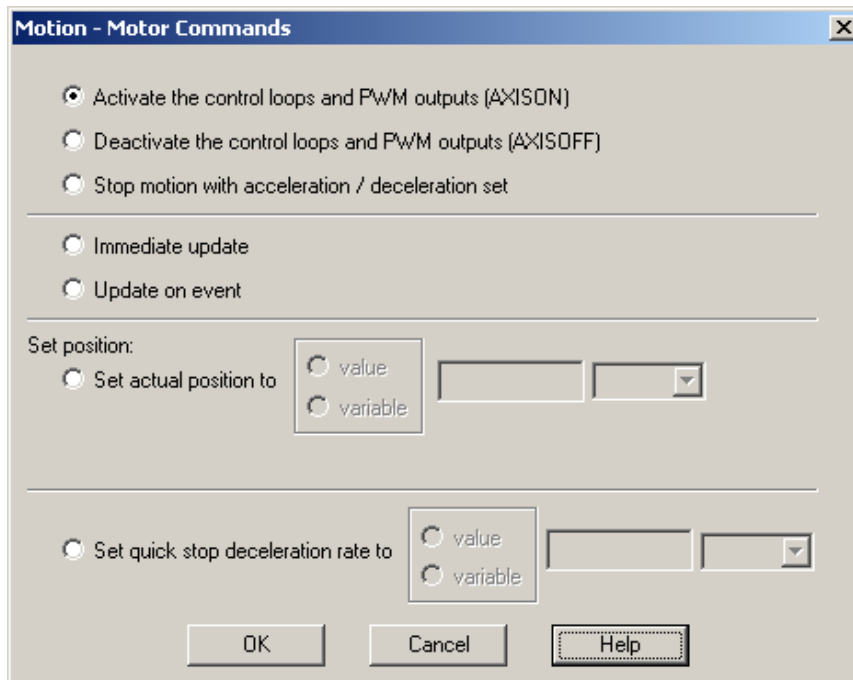 Motion - Motor Commands
Activate the control loops and PWM outputs (AXISON)
Deactivate the control loops and PWM outputs (AXISOFF)
Stop motion with acceleration / deceleration set
Immediate update
Update on event
Set position:
Set actual position to
value
variable
Set quick stop deceleration rate to
value
variable
OK Cancel Help